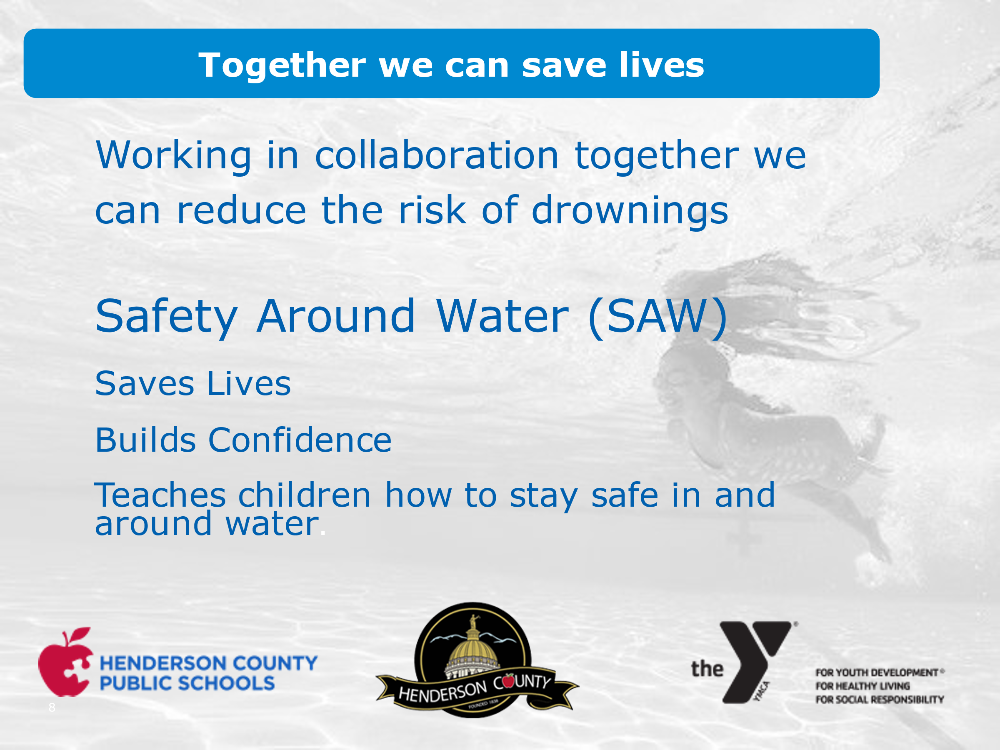 Together we can save lives
Working in collaboration together we
can reduce the risk of drownings
Safety Around Water (SAW)
Saves Lives
Builds Confidence
Teaches children how to stay safe in and
around water.
HENDERSON COUNTY
PUBLIC SCHOOLS
8
HENDERSON COUNTY
FOUNDED 1838
the
YMCA
®
FOR YOUTH DEVELOPMENT®
FOR HEALTHY LIVING
FOR SOCIAL RESPONSIBILITY